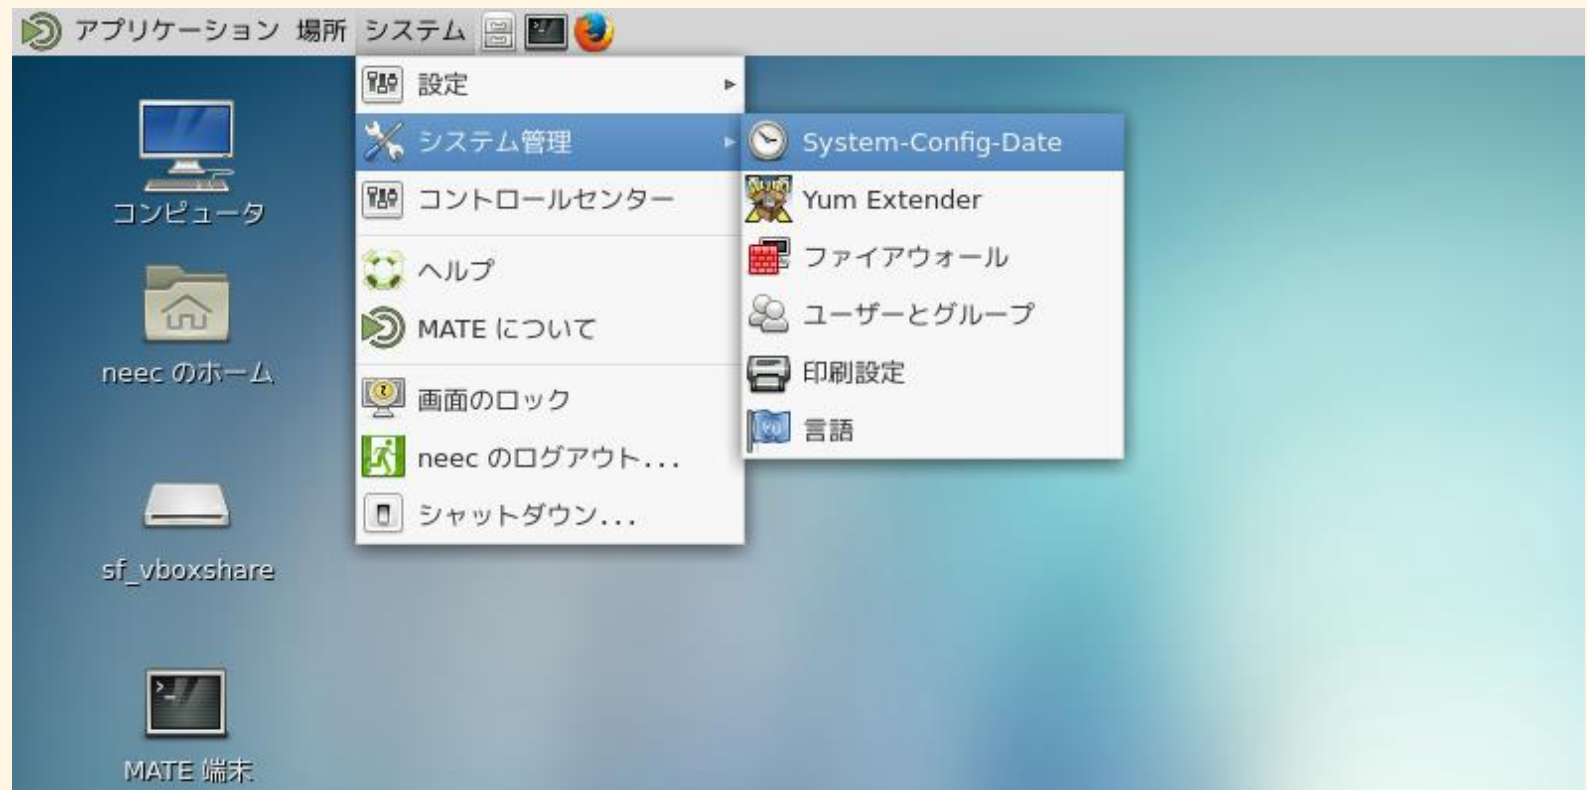 アプリケーション 場所 システム
設定
システム管理
コントロールセンター
ヘルプ
MATE について
画面のロック
neec のログアウト...
シャットダウン...
System-Config-Date
Yum Extender
ファイアウォール
ユーザーとグループ
印刷設定
言語
コンピュータ
neec のホーム
sf_vboxshare
MATE 端末